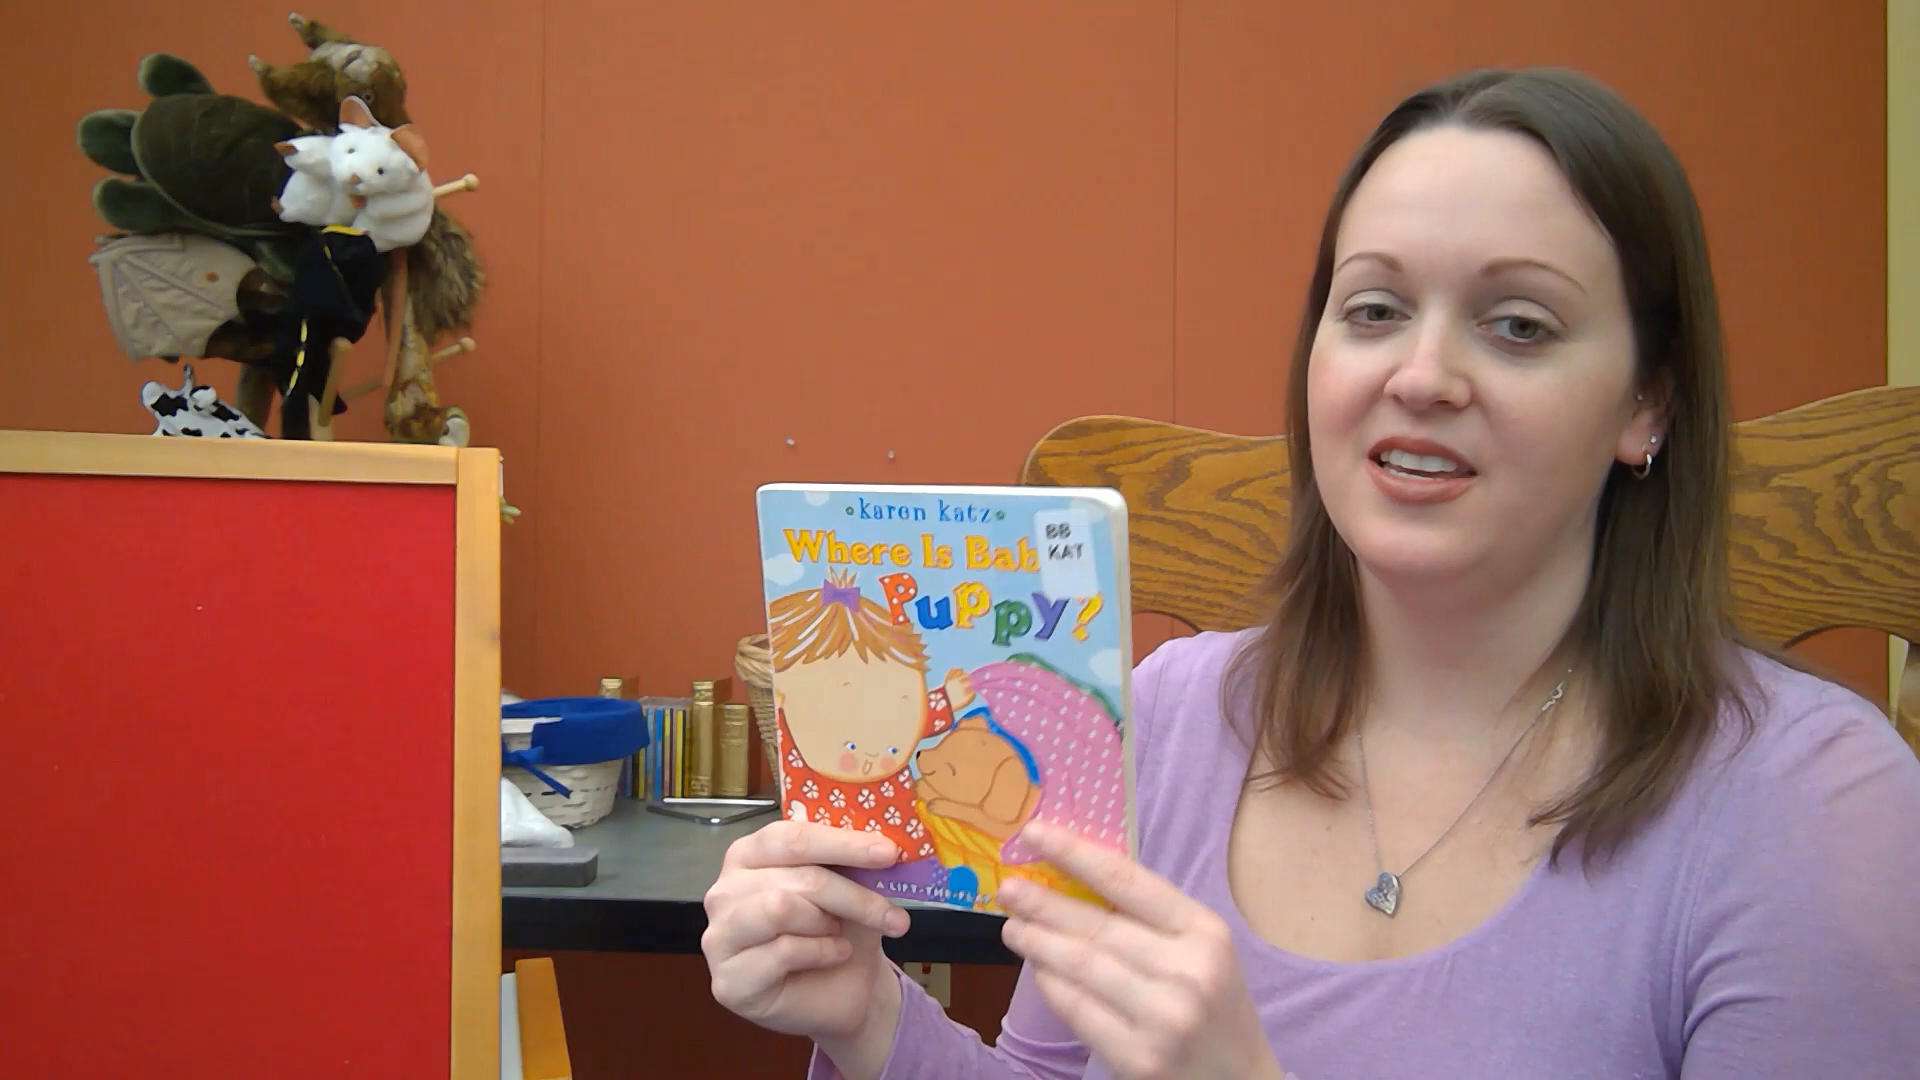 karen katz
Where Is Bab
BB
KAT
Puppy?
A LIFT-THE-FLAP